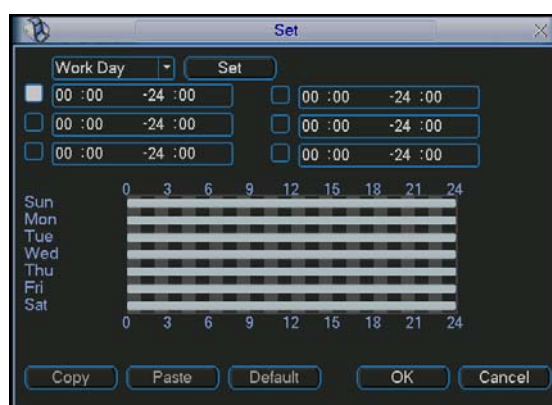 Set
Work Day Set
00 :00 -24 :00 00 :00 -24 :00
00 :00 -24 :00 00 :00 -24 :00
00 :00 -24 :00 00 :00 -24 :00
0 3 6 9 12 15 18 21 24
Sun
Mon
Tue
Wed
Thu
Fri
Sat
0 3 6 9 12 15 18 21 24
Copy Paste Default OK Cancel